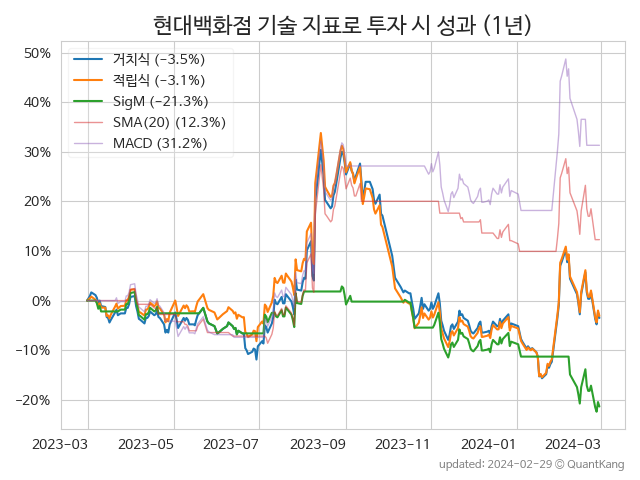 현대백화점 기술 지표로 투자 시 성과 (1년)
거치식 (−3.5%)
적립식 (−3.1%)
SigM (−21.3%)
SMA(20) (12.3%)
MACD (31.2%)
50%
40%
30%
20%
10%
0%
−10%
−20%
2023-03 2023-05 2023-07 2023-09 2023-11 2024-01 2024-03
updated: 2024-02-29 © QuantKang